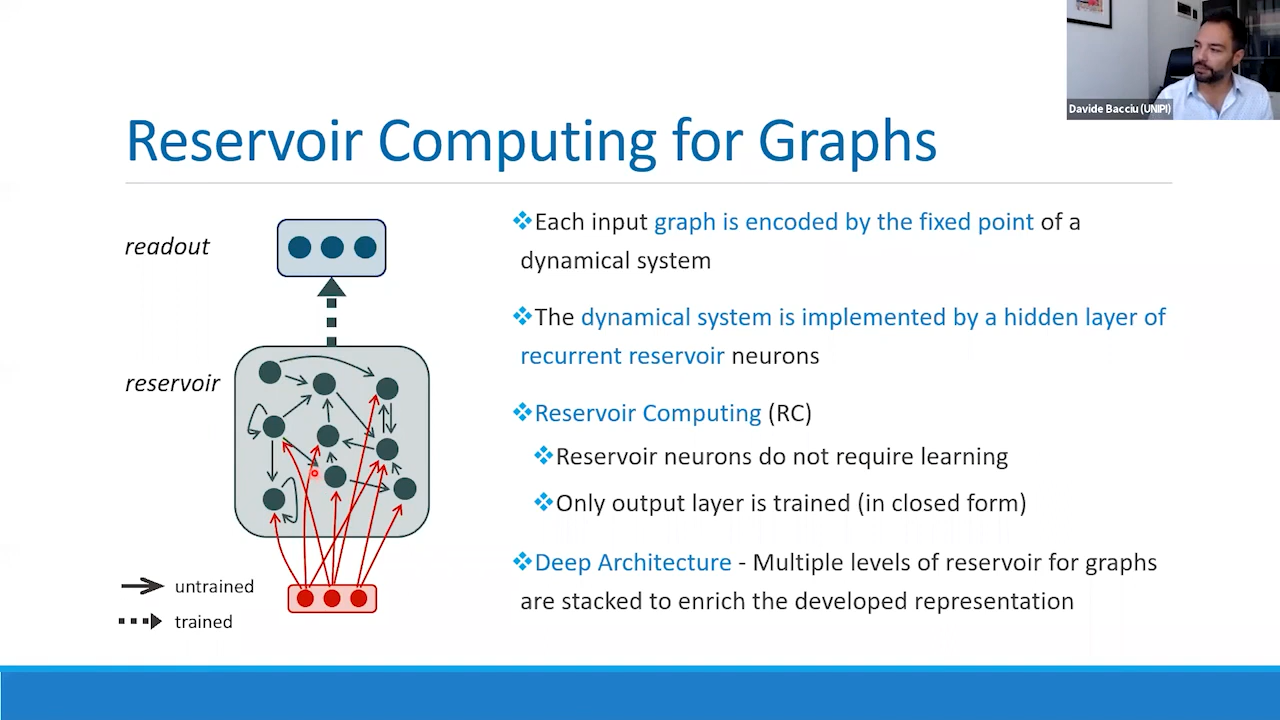 Davide Bacciu (UNIPI)
Reservoir Computing for Graphs
readout
reservoir
untrained
trained
Each input graph is encoded by the fixed point of a
dynamical system
The dynamical system is implemented by a hidden layer of
recurrent reservoir neurons
Reservoir Computing (RC)
Reservoir neurons do not require learning
Only output layer is trained (in closed form)
Deep Architecture - Multiple levels of reservoir for graphs
are stacked to enrich the developed representation